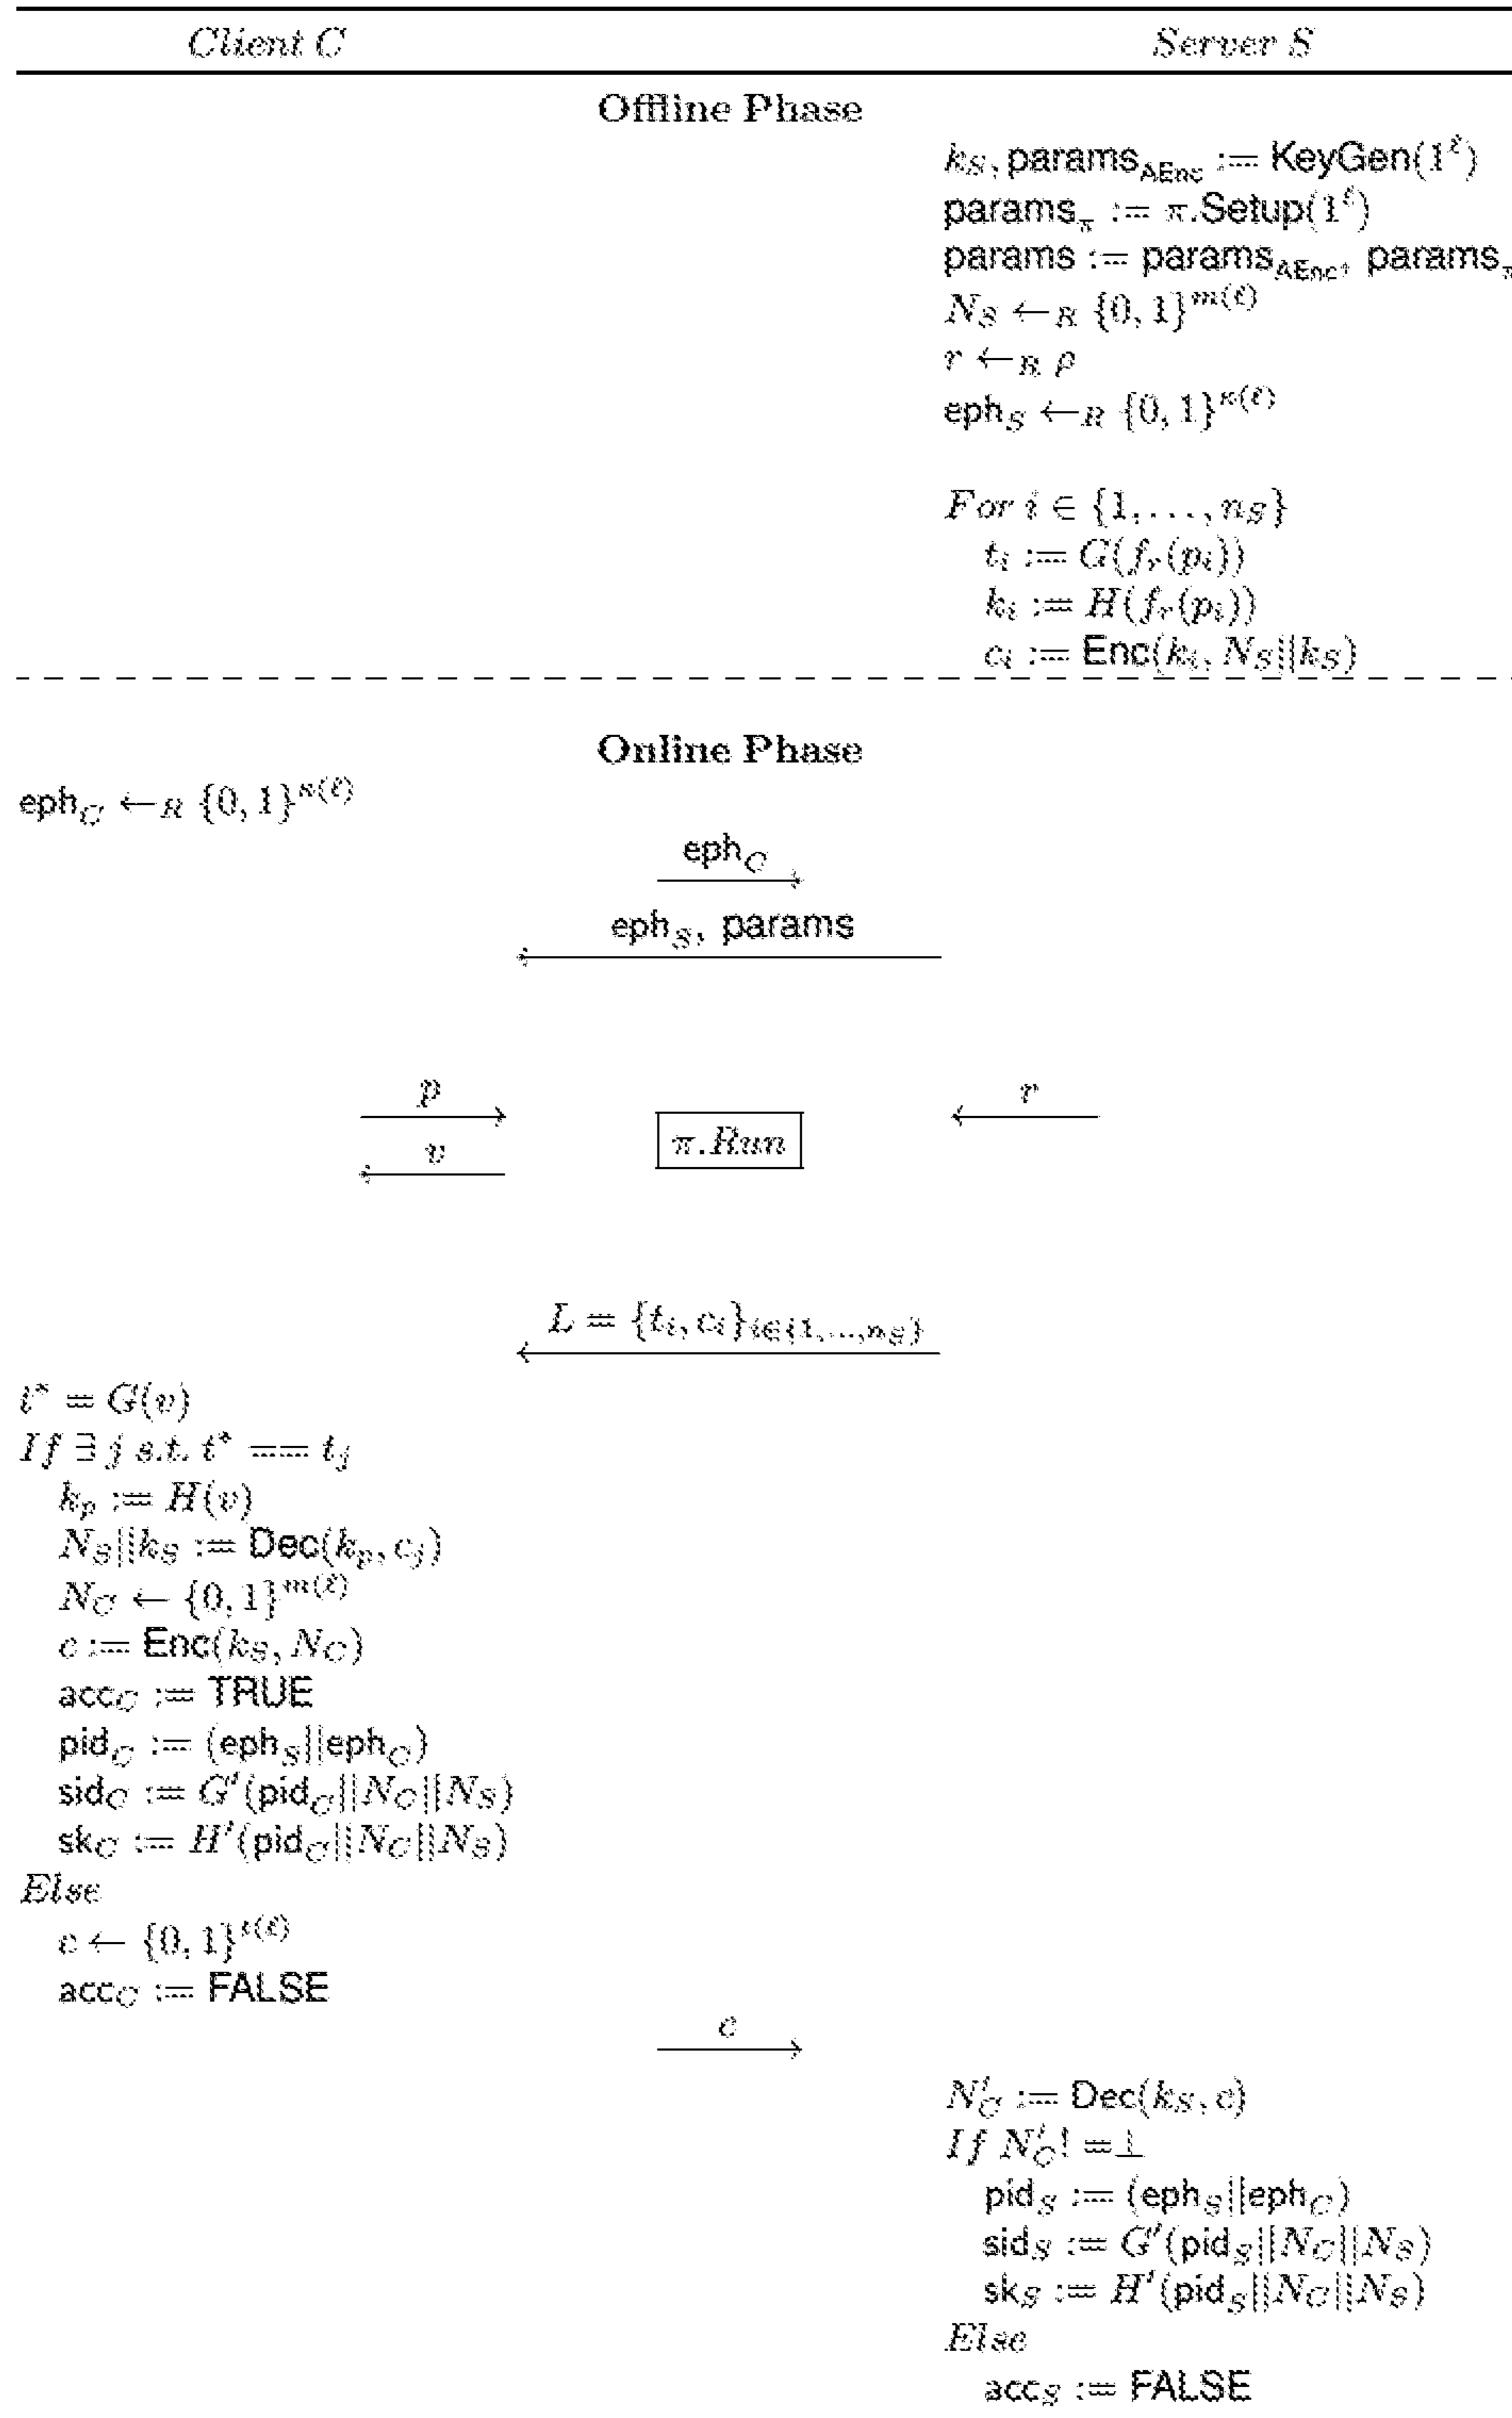 Client C
Server S
Offline Phase
k_S, params_AEnc := KeyGen(1^ℓ)
params_π := π.Setup(1^ℓ)
params := params_AEnc, params_π
N_S ←_R {0, 1}^{m(ℓ)}
r ←_R ρ
eph_S ←_R {0, 1}^{κ(ℓ)}
For i ∈ {1, . . . , n_S}
t_i := G(f_r(p_i))
k_i := H(f_r(p_i))
c_i := Enc(k_i, N_S||k_S)
Online Phase
eph_C ←_R {0, 1}^{κ(ℓ)}
eph_C
eph_S, params
p
r
π.Run
v
L = {t_i, c_i}_{i∈{1,...,n_S}}
t* = G(v)
If ∃ j s.t. t* == t_j
k_p := H(v)
N_S||k_S := Dec(k_p, c_j)
N_C ← {0, 1}^{m(ℓ)}
e := Enc(k_S, N_C)
acc_C := TRUE
pid_C := (eph_S||eph_C)
sid_C := G′(pid_C||N_C||N_S)
sk_C := H′(pid_C||N_C||N_S)
Else
e ← {0, 1}^{t(ℓ)}
acc_C := FALSE
e
N′_C := Dec(k_S, e)
If N′_C! =⊥
pid_S := (eph_S||eph_C)
sid_S := G′(pid_S||N_C||N_S)
sk_S := H′(pid_S||N_C||N_S)
Else
acc_S := FALSE